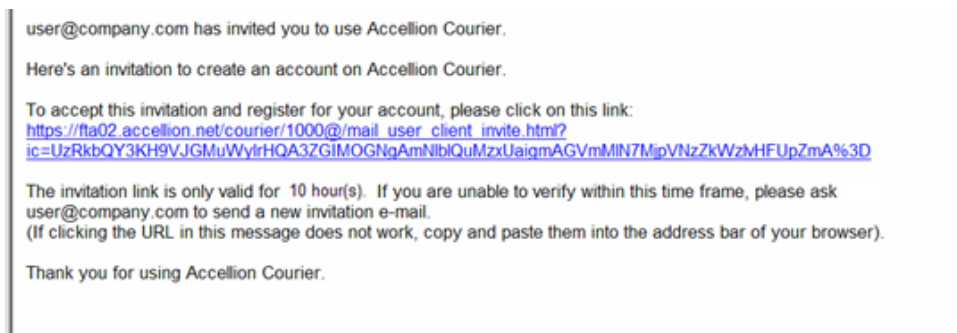 user@company.com has invited you to use Accellion Courier.
Here's an invitation to create an account on Accellion Courier.
To accept this invitation and register for your account, please click on this link:
https://fta02.accellion.net/courier/1000@/mail_user_client_invite.html?
ic=UzRkbQY3KH9VJGMuWylrHQA3ZGIMOGNgAmNlblQuMzxUaigmAGVmMlN7MjpVNzZkWzlvHFUpZmA%3D
The invitation link is only valid for 10 hour(s). If you are unable to verify within this time frame, please ask
user@company.com to send a new invitation e-mail.
(If clicking the URL in this message does not work, copy and paste them into the address bar of your browser).
Thank you for using Accellion Courier.